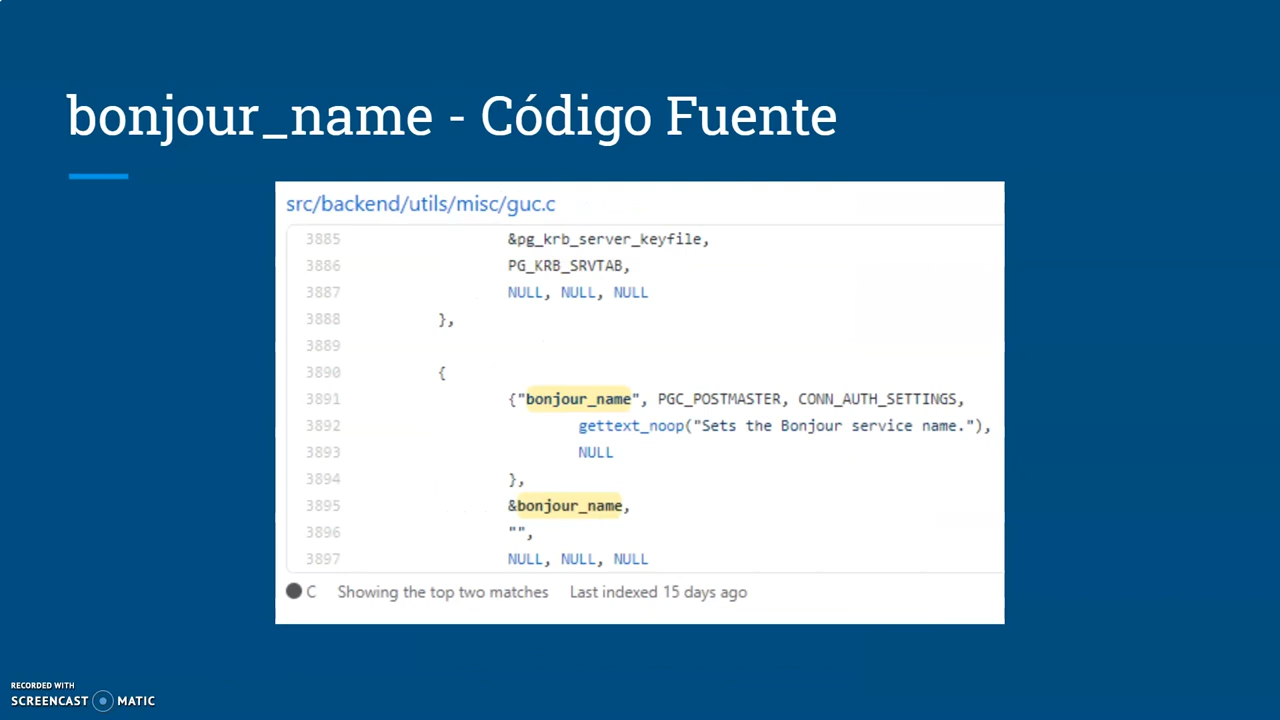 bonjour_name - Código Fuente
src/backend/utils/misc/guc.c
3885 &pg_krb_server_keyfile,
3886 PG_KRB_SRVTAB,
3887 NULL, NULL, NULL
3888 },
3889
3890 {
3891 {"bonjour_name", PGC_POSTMASTER, CONN_AUTH_SETTINGS,
3892 gettext_noop("Sets the Bonjour service name."),
3893 NULL
3894 },
3895 &bonjour_name,
3896 "",
3897 NULL, NULL, NULL
C Showing the top two matches Last indexed 15 days ago
RECORDED WITH
SCREENCAST MATIC